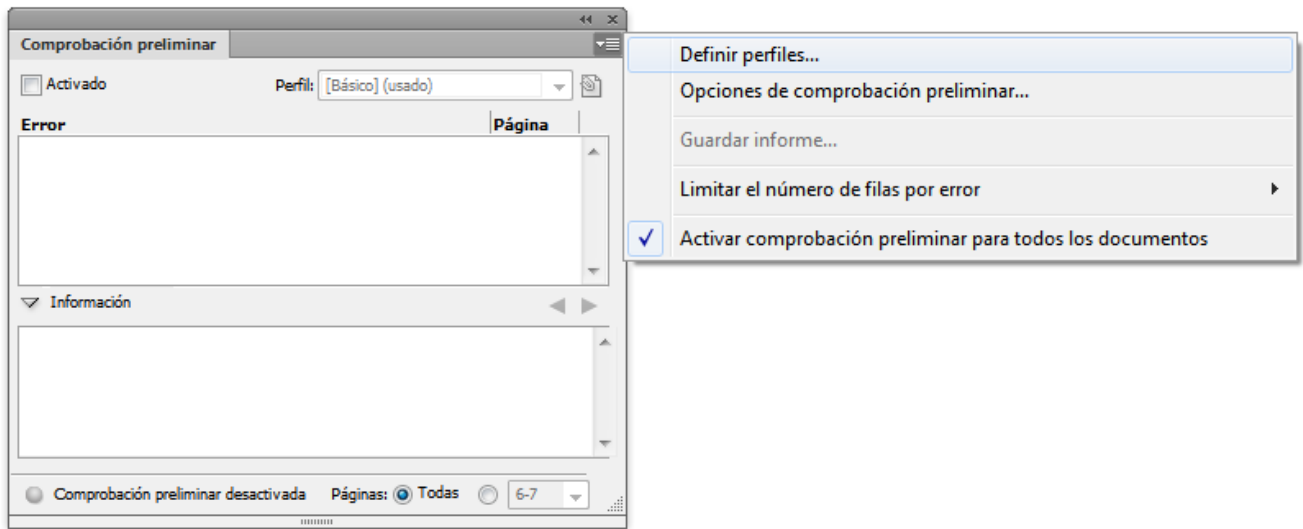 Comprobación preliminar
Activado
Perfil: [Básico] (usado)
Error Página
Información
Comprobación preliminar desactivada Páginas: Todas 6-7
Definir perfiles...
Opciones de comprobación preliminar...
Guardar informe...
Limitar el número de filas por error
Activar comprobación preliminar para todos los documentos